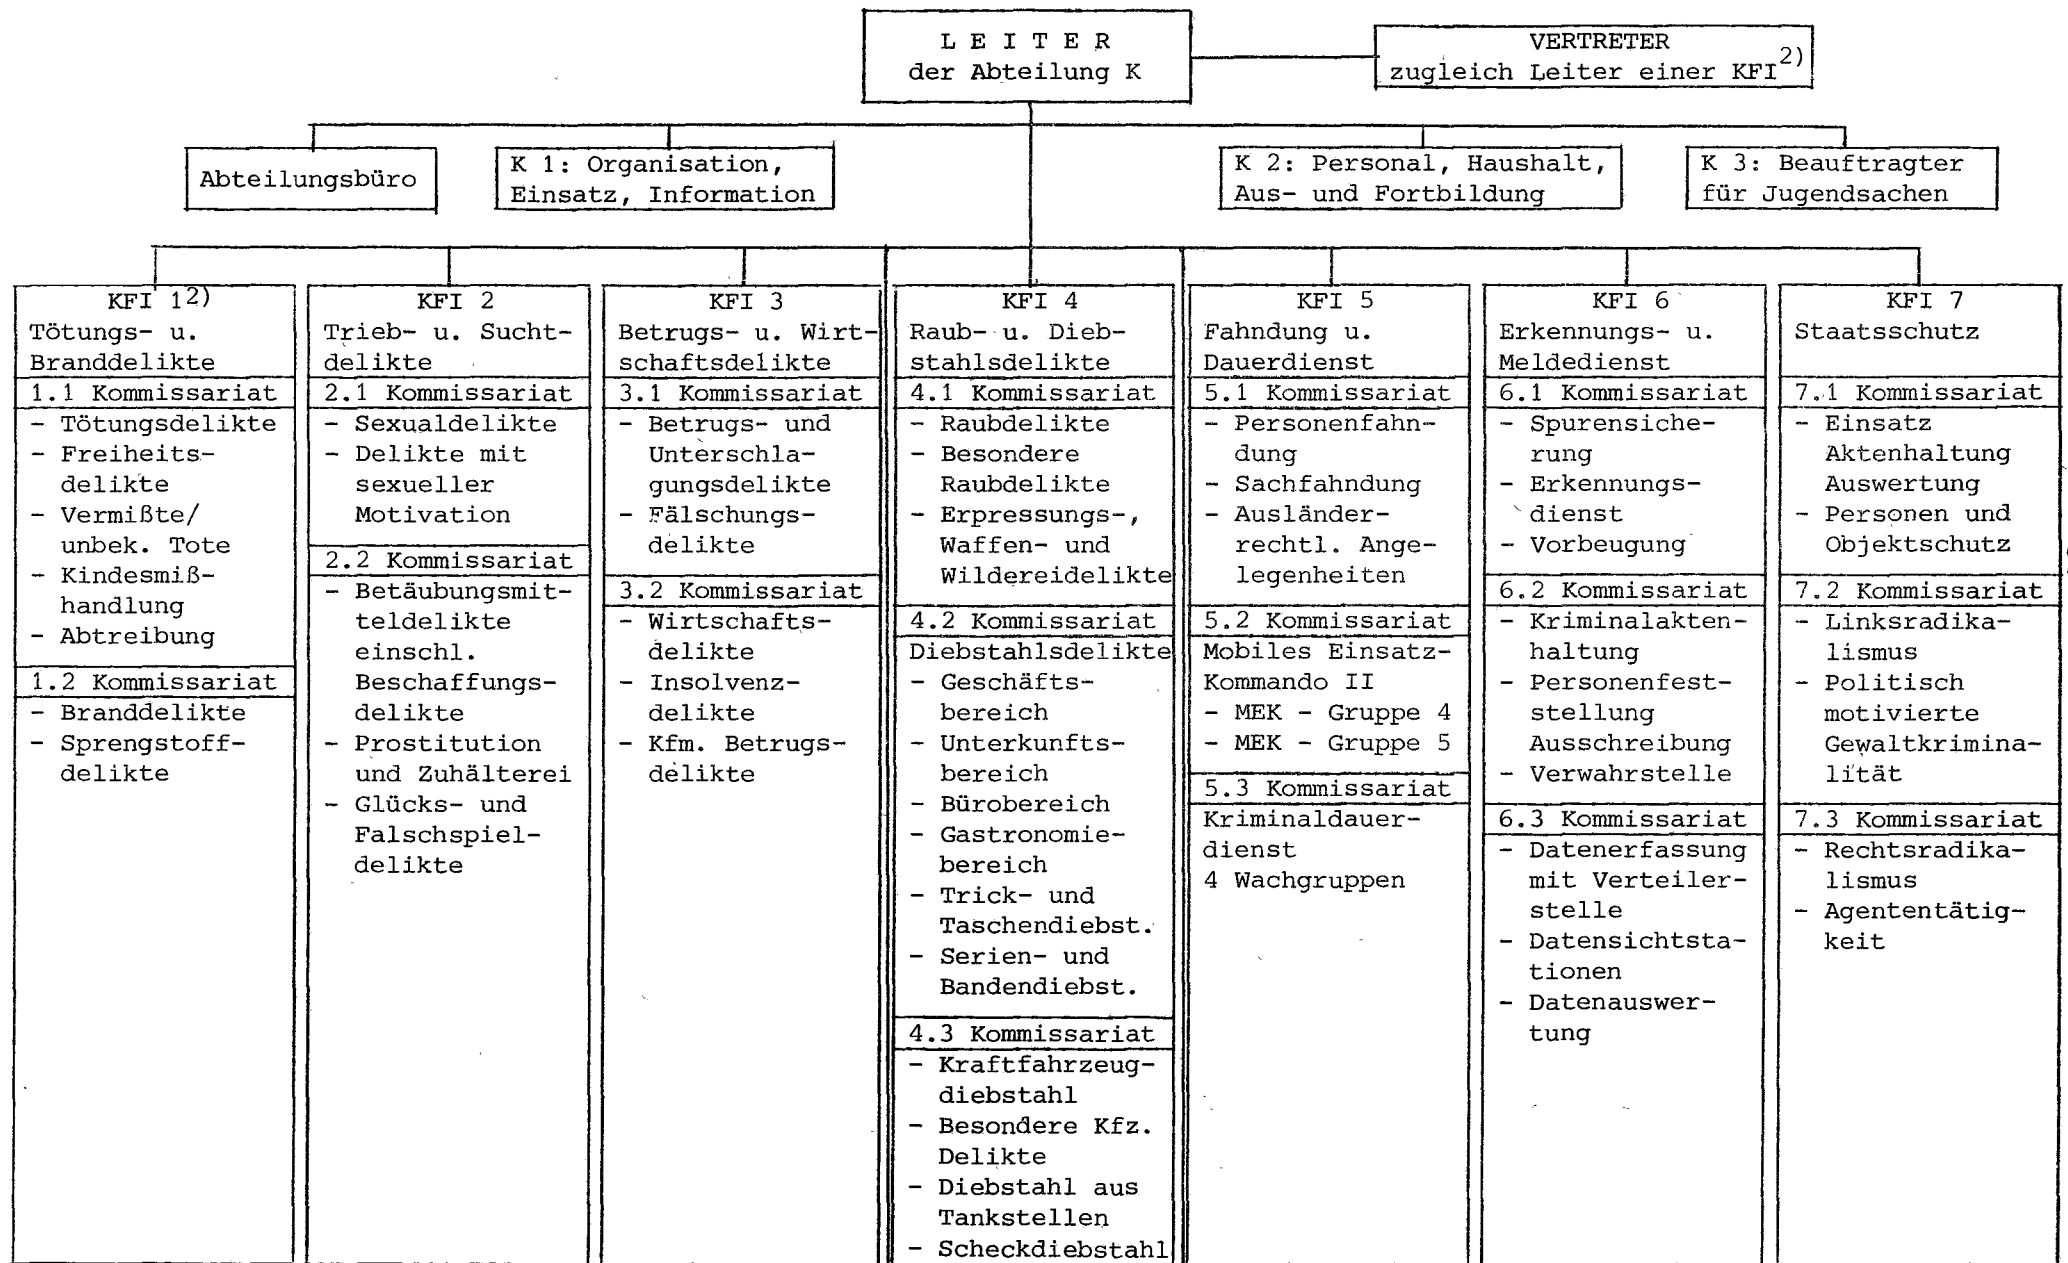 L E I T E R
der Abteilung K
VERTRETER
zugleich Leiter einer KFI2)
Abteilungsbüro
K 1: Organisation,
Einsatz, Information
K 2: Personal, Haushalt,
Aus- und Fortbildung
K 3: Beauftragter
für Jugendsachen
KFI 12)
Tötungs- u.
Branddelikte
1.1 Kommissariat
- Tötungsdelikte
- Freiheits-
delikte
- Vermißte/
unbek. Tote
- Kindesmiß-
handlung
- Abtreibung
1.2 Kommissariat
- Branddelikte
- Sprengstoff-
delikte
KFI 2
Trieb- u. Sucht-
delikte
2.1 Kommissariat
- Sexualdelikte
- Delikte mit
sexueller
Motivation
2.2 Kommissariat
- Betäubungsmit-
teldelikte
einschl.
Beschaffungs-
delikte
- Prostitution
und Zuhälterei
- Glücks- und
Falschspiel-
delikte
KFI 3
Betrugs- u. Wirt-
schaftsdelikte
3.1 Kommissariat
- Betrugs- und
Unterschla-
gungsdelikte
- Fälschungs-
delikte
3.2 Kommissariat
- Wirtschafts-
delikte
- Insolvenz-
delikte
- Kfm. Betrugs-
delikte
KFI 4
Raub- u. Dieb-
stahlsdelikte
4.1 Kommissariat
- Raubdelikte
- Besondere
Raubdelikte
- Erpressungs-,
Waffen- und
Wildereidelikte
4.2 Kommissariat
Diebstahlsdelikte
- Geschäfts-
bereich
- Unterkunfts-
bereich
- Bürobereich
- Gastronomie-
bereich
- Trick- und
Taschendiebst.
- Serien- und
Bandendiebst.
4.3 Kommissariat
- Kraftfahrzeug-
diebstahl
- Besondere Kfz.
Delikte
- Diebstahl aus
Tankstellen
- Scheckdiebstahl
KFI 5
Fahndung u.
Dauerdienst
5.1 Kommissariat
- Personenfahn-
dung
- Sachfahndung
- Ausländer-
rechtl. Ange-
legenheiten
5.2 Kommissariat
Mobiles Einsatz-
Kommando II
- MEK - Gruppe 4
- MEK - Gruppe 5
5.3 Kommissariat
Kriminaldauer-
dienst
4 Wachgruppen
KFI 6
Erkennungs- u.
Meldedienst
6.1 Kommissariat
- Spurensiche-
rung
- Erkennungs-
dienst
- Vorbeugung
6.2 Kommissariat
- Kriminalakten-
haltung
- Personenfest-
stellung
Ausschreibung
- Verwahrstelle
6.3 Kommissariat
- Datenerfassung
mit Verteiler-
stelle
- Datensichtsta-
tionen
- Datenauswer-
tung
KFI 7
Staatsschutz
7.1 Kommissariat
- Einsatz
Aktenhaltung
Auswertung
- Personen und
Objektschutz
7.2 Kommissariat
- Linksradika-
lismus
- Politisch
motivierte
Gewaltkrimina-
lität
7.3 Kommissariat
- Rechtsradika-
lismus
- Agententätig-
keit